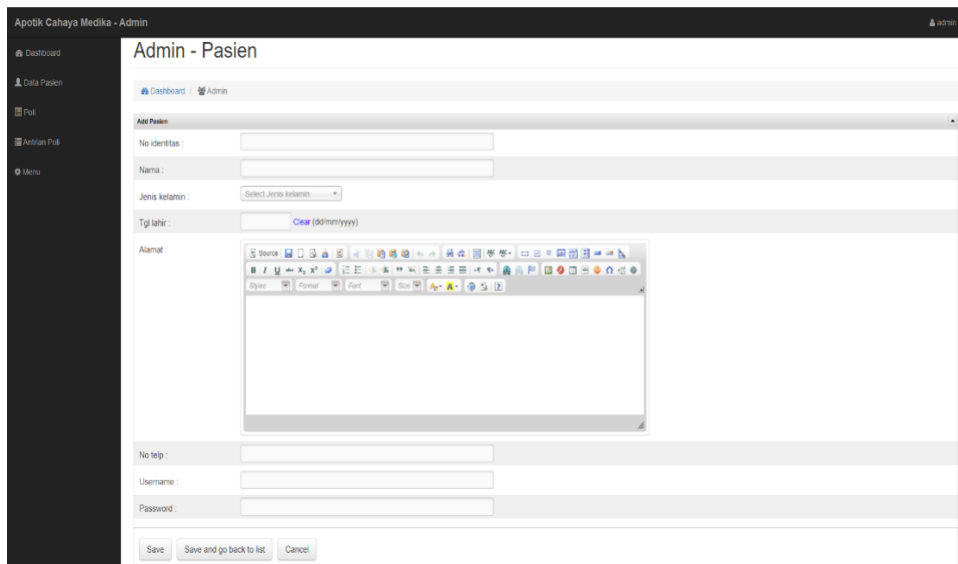 Apotik Cahaya Medika - Admin
admin
Dashboard
Data Pasien
Poli
Antrian Poli
Menu
Admin - Pasien
Dashboard / Admin
Add Pasien
No identitas :
Nama :
Jenis kelamin :
Select Jenis kelamin
Tgl lahir :
Clear (dd/mm/yyyy)
Alamat :
Source
B I U
Styles Format Font Size
No telp :
Username :
Password :
Save Save and go back to list Cancel